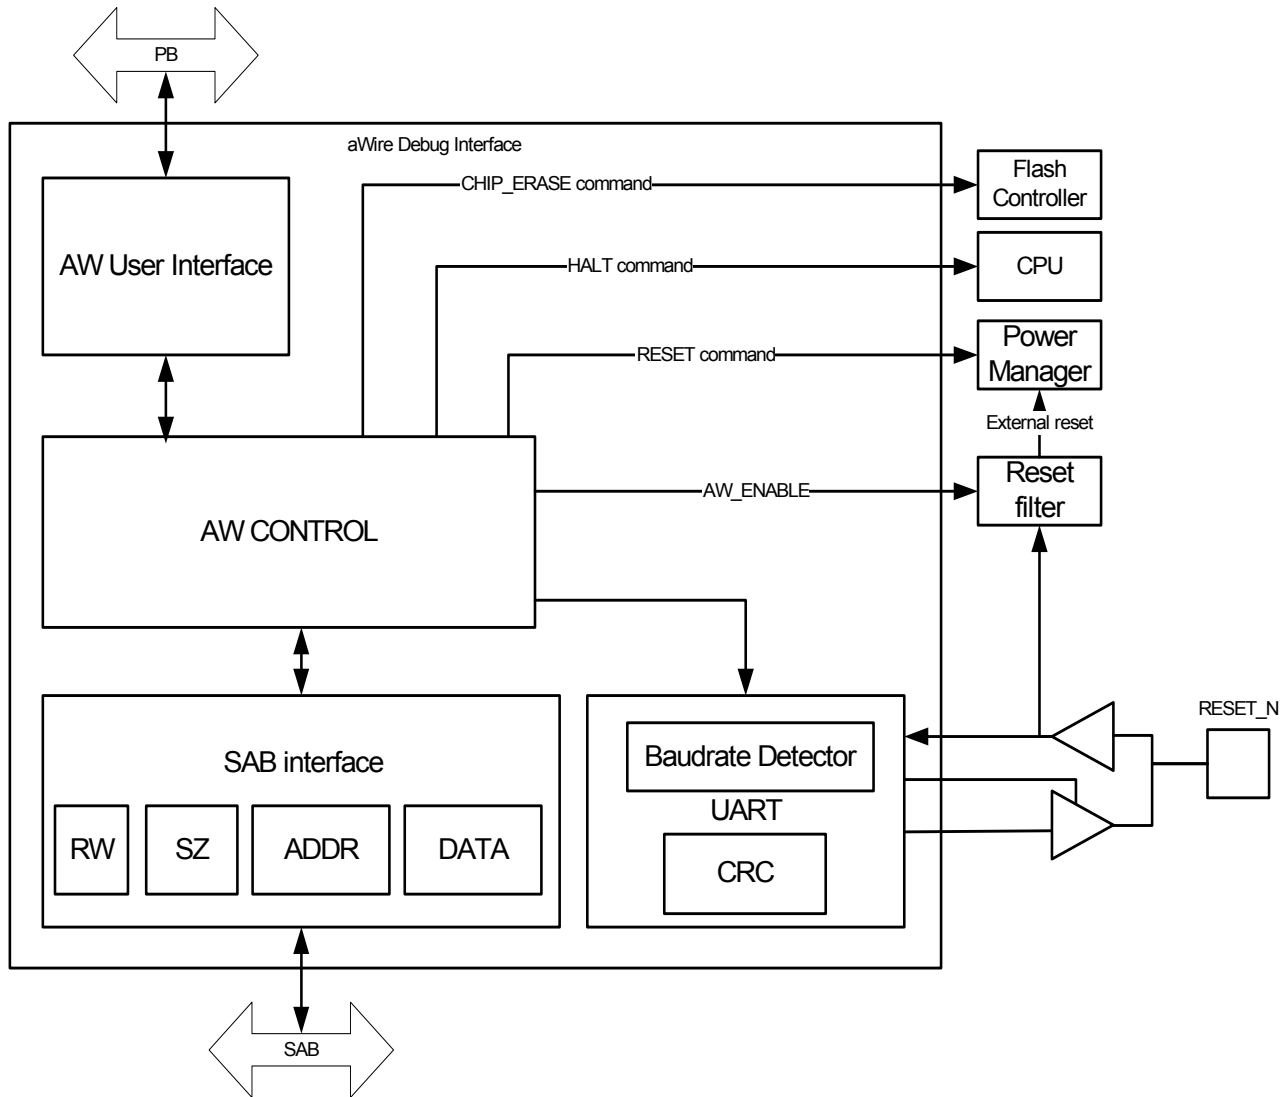 PB
aWire Debug Interface
CHIP_ERASE command
Flash
Controller
AW User Interface
HALT command
CPU
RESET command
Power
Manager
External reset
AW CONTROL
AW_ENABLE
Reset
filter
RESET_N
SAB interface
RW
SZ
ADDR
DATA
Baudrate Detector
UART
CRC
SAB